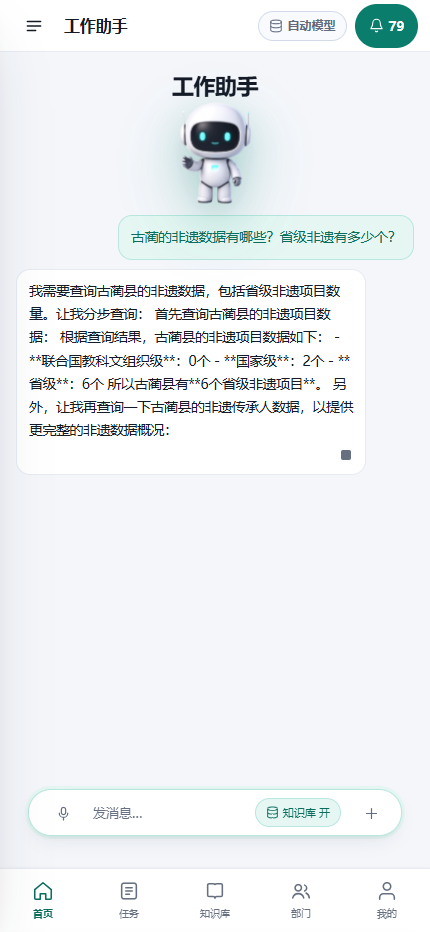 工作助手
自动模型
79
工作助手
古蔺的非遗数据有哪些？省级非遗有多少个？
我需要查询古蔺县的非遗数据，包括省级非遗项目数
量。让我分步查询： 首先查询古蔺县的非遗项目数
据： 根据查询结果，古蔺县的非遗项目数据如下： -
**联合国教科文组织级**：0个 - **国家级**：2个 - **
省级**：6个 所以古蔺县有**6个省级非遗项目**。 另
外，让我再查询一下古蔺县的非遗传承人数据，以提供
更完整的非遗数据概况：
发消息...
知识库 开
首页
任务
知识库
部门
我的